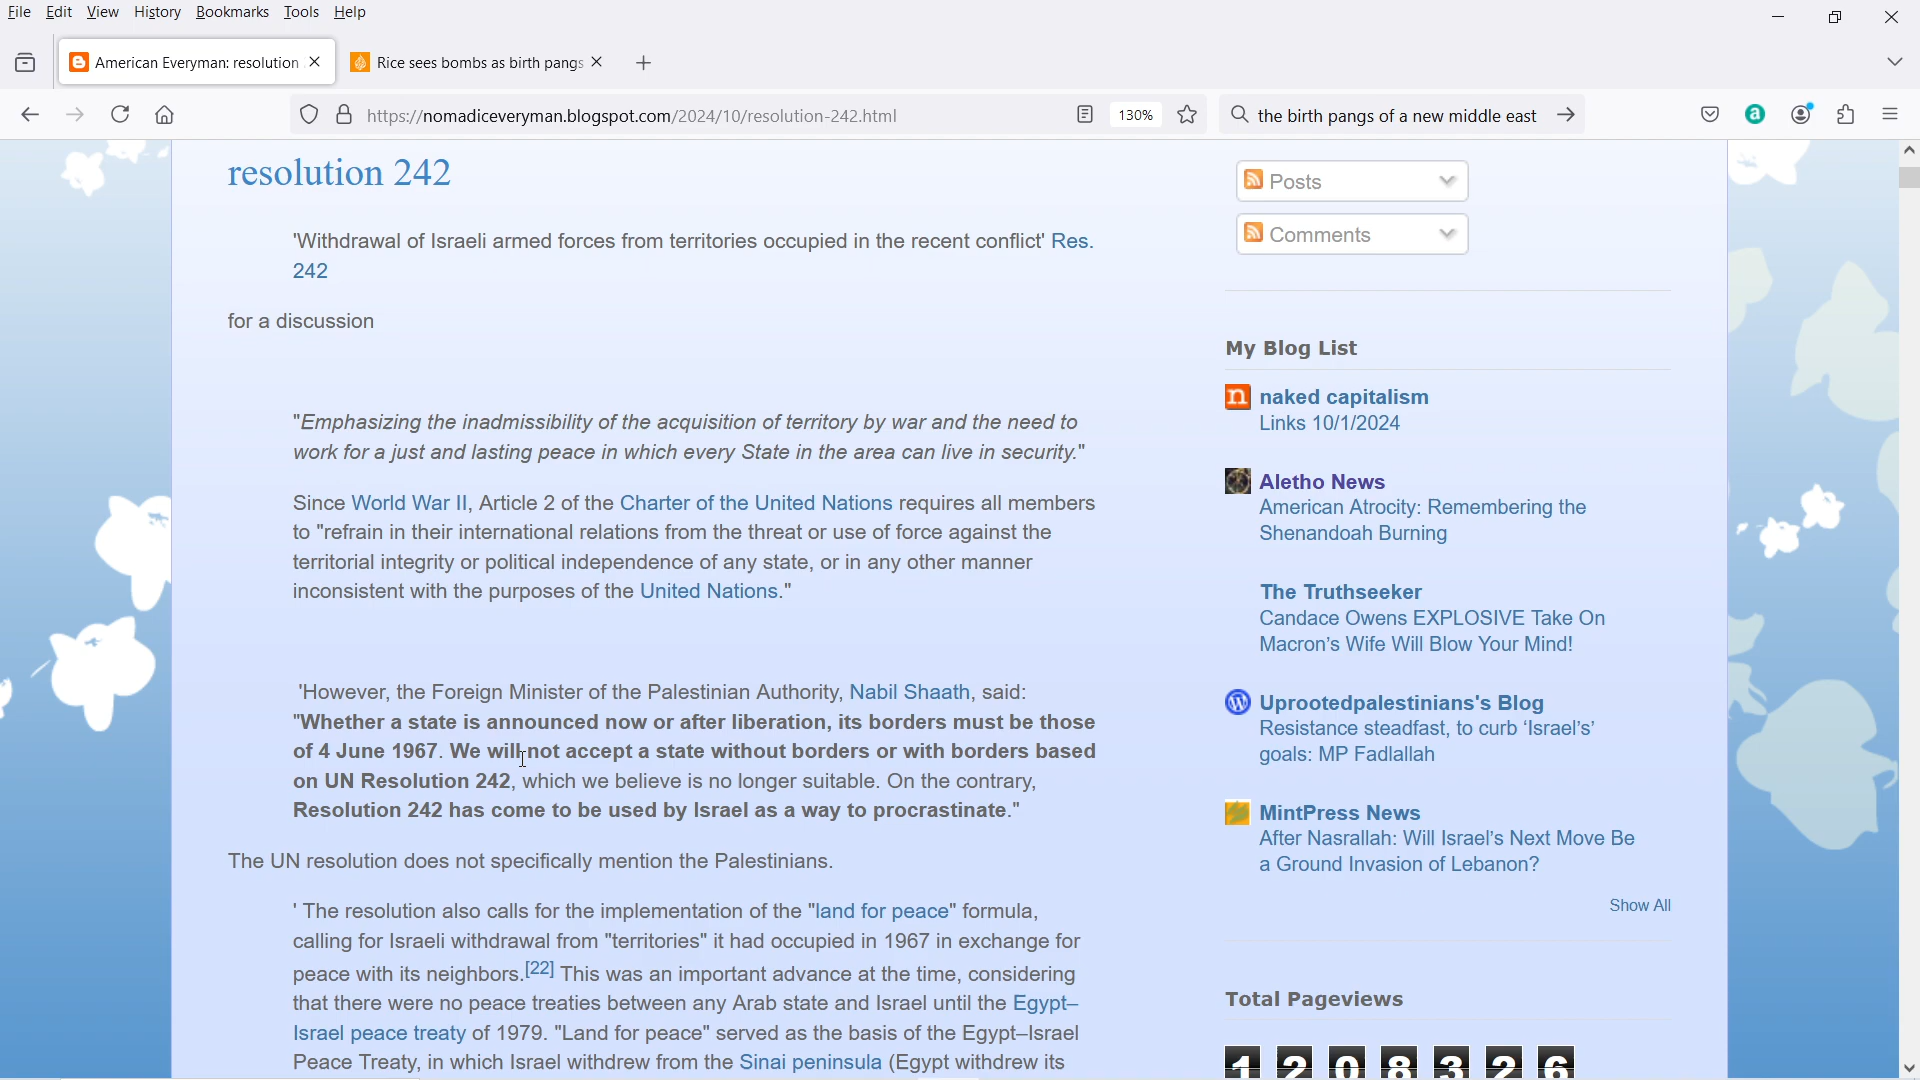 File Edit View History Bookmarks Tools Help
American Everyman: resolution
Rice sees bombs as birth pangs
https://nomadiceveryman.blogspot.com/2024/10/resolution-242.html
130%
the birth pangs of a new middle east
resolution 242
'Withdrawal of Israeli armed forces from territories occupied in the recent conflict' Res.
242
for a discussion
"Emphasizing the inadmissibility of the acquisition of territory by war and the need to
work for a just and lasting peace in which every State in the area can live in security."
Since World War II, Article 2 of the Charter of the United Nations requires all members
to "refrain in their international relations from the threat or use of force against the
territorial integrity or political independence of any state, or in any other manner
inconsistent with the purposes of the United Nations."
'However, the Foreign Minister of the Palestinian Authority, Nabil Shaath, said:
"Whether a state is announced now or after liberation, its borders must be those
of 4 June 1967. We will not accept a state without borders or with borders based
on UN Resolution 242, which we believe is no longer suitable. On the contrary,
Resolution 242 has come to be used by Israel as a way to procrastinate."
The UN resolution does not specifically mention the Palestinians.
' The resolution also calls for the implementation of the "land for peace" formula,
calling for Israeli withdrawal from "territories" it had occupied in 1967 in exchange for
peace with its neighbors.[22] This was an important advance at the time, considering
that there were no peace treaties between any Arab state and Israel until the Egypt–
Israel peace treaty of 1979. "Land for peace" served as the basis of the Egypt–Israel
Peace Treaty, in which Israel withdrew from the Sinai peninsula (Egypt withdrew its
Posts
Comments
My Blog List
naked capitalism
Links 10/1/2024
Aletho News
American Atrocity: Remembering the
Shenandoah Burning
The Truthseeker
Candace Owens EXPLOSIVE Take On
Macron's Wife Will Blow Your Mind!
Uprootedpalestinians's Blog
Resistance steadfast, to curb ‘Israel’s’
goals: MP Fadlallah
MintPress News
After Nasrallah: Will Israel’s Next Move Be
a Ground Invasion of Lebanon?
Show All
Total Pageviews
1 2 0 8 3 2 6